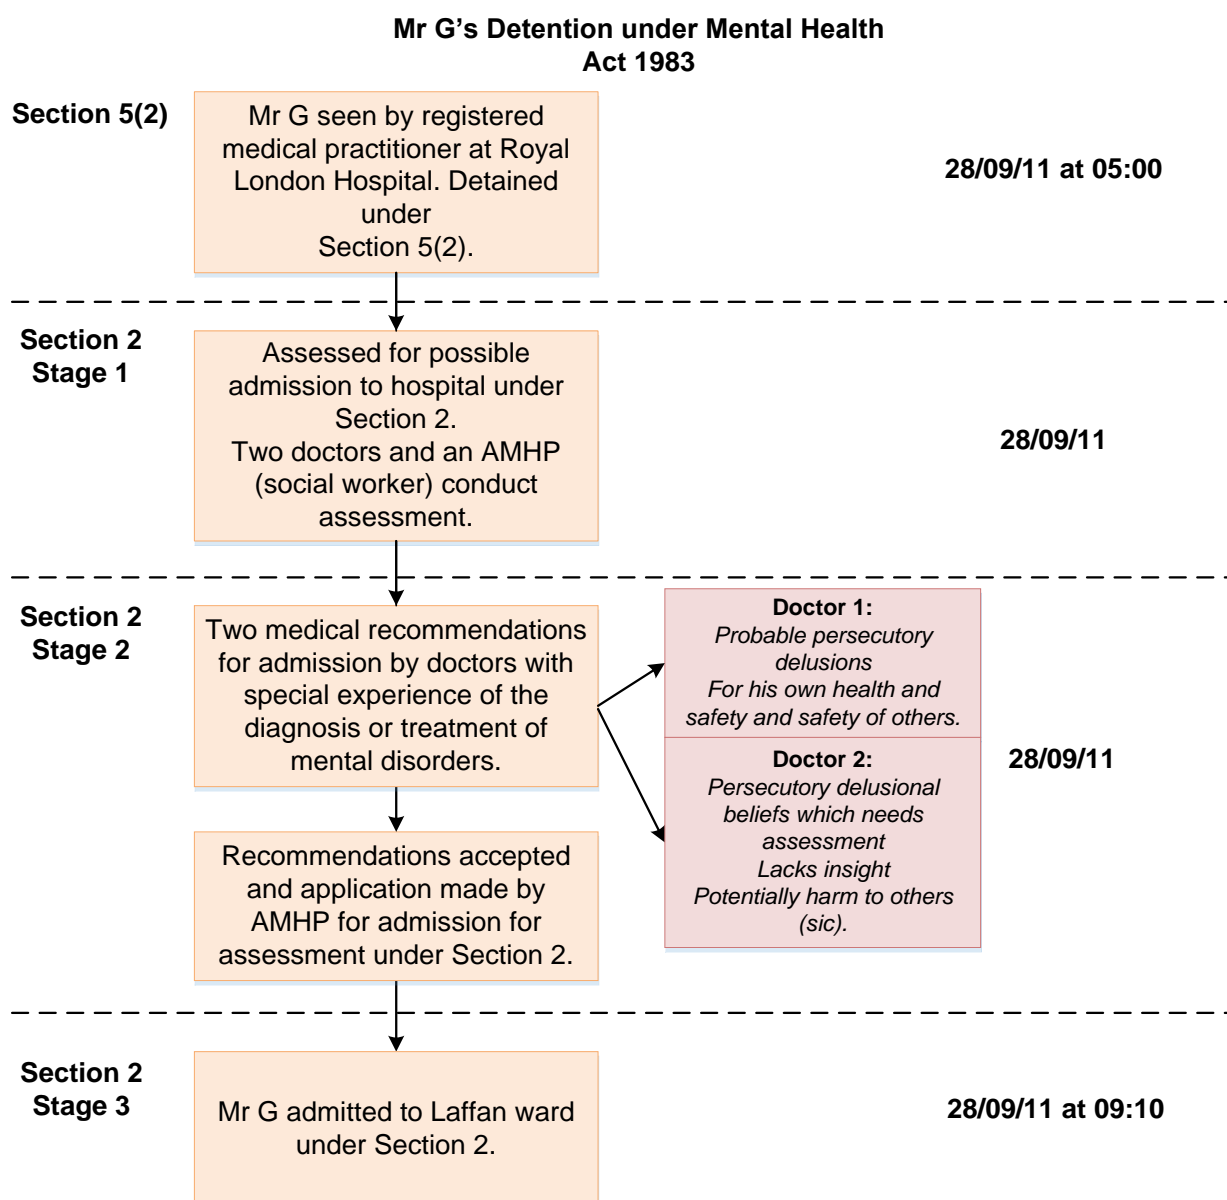 Mr G’s Detention under Mental Health
Act 1983
Section 5(2)
Mr G seen by registered
medical practitioner at Royal
London Hospital. Detained
under
Section 5(2).
28/09/11 at 05:00
Section 2
Stage 1
Assessed for possible
admission to hospital under
Section 2.
Two doctors and an AMHP
(social worker) conduct
assessment.
28/09/11
Section 2
Stage 2
Two medical recommendations
for admission by doctors with
special experience of the
diagnosis or treatment of
mental disorders.
Doctor 1:
Probable persecutory
delusions
For his own health and
safety and safety of others.
Doctor 2:
Persecutory delusional
beliefs which needs
assessment
Lacks insight
Potentially harm to others
(sic).
28/09/11
Recommendations accepted
and application made by
AMHP for admission for
assessment under Section 2.
Section 2
Stage 3
Mr G admitted to Laffan ward
under Section 2.
28/09/11 at 09:10